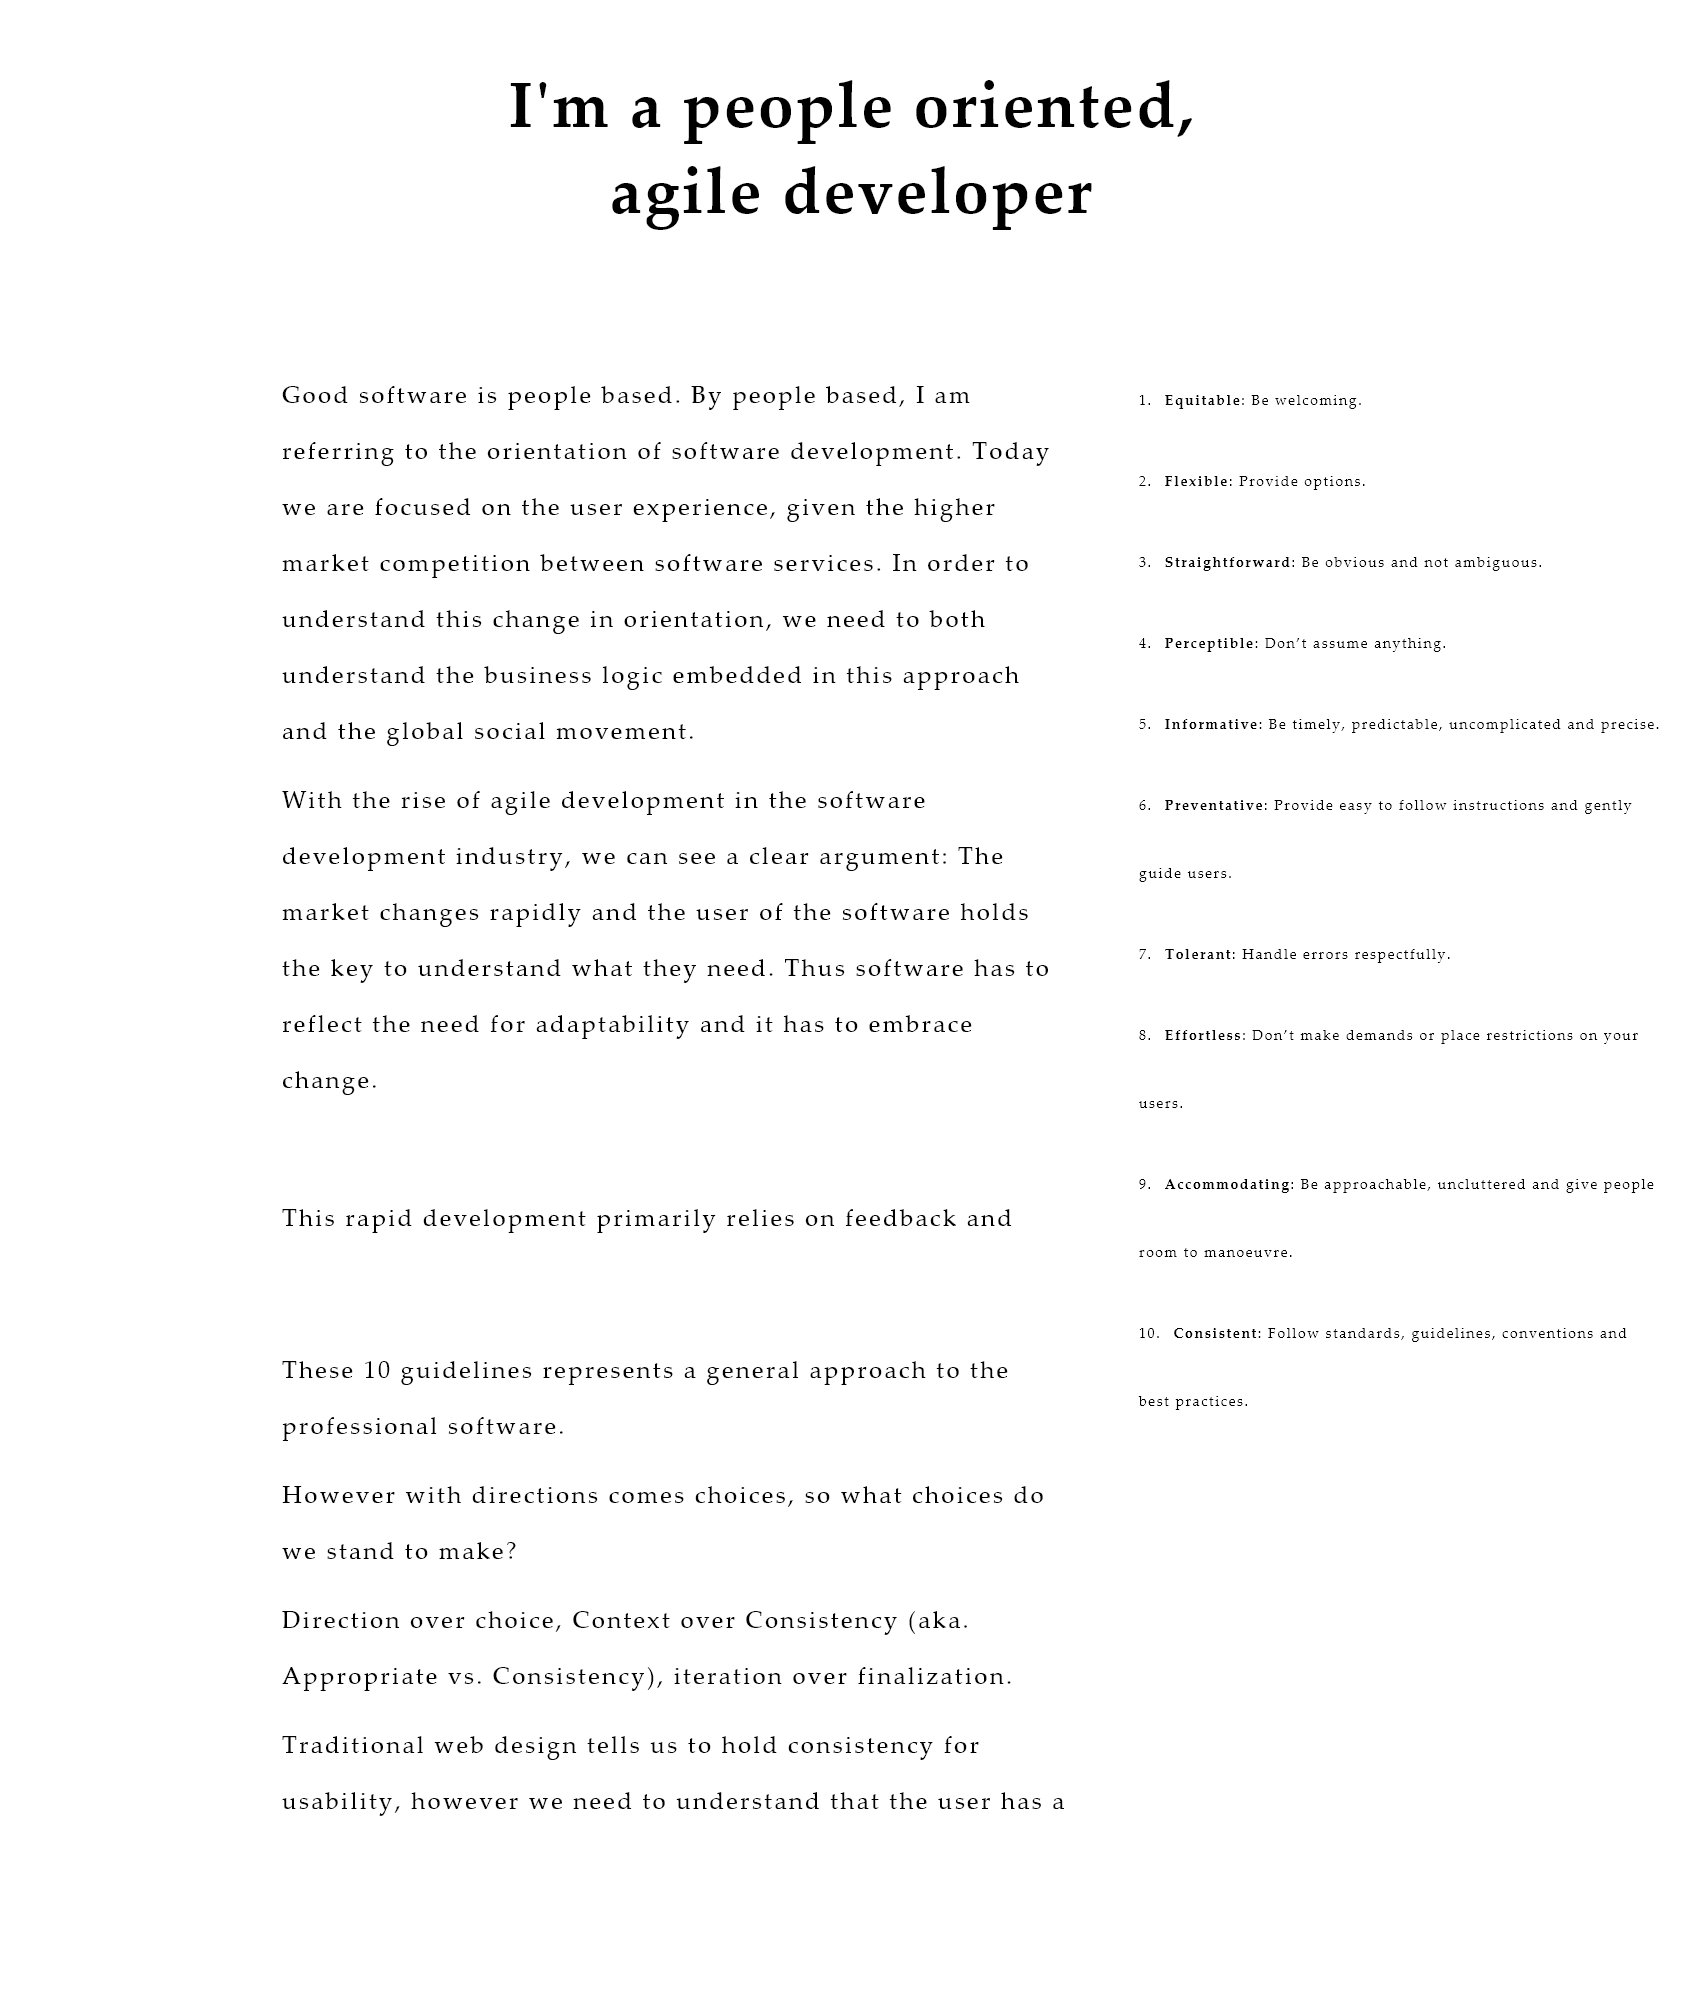 I'm a people oriented,
agile developer
Good software is people based. By people based, I am
referring to the orientation of software development. Today
we are focused on the user experience, given the higher
market competition between software services. In order to
understand this change in orientation, we need to both
understand the business logic embedded in this approach
and the global social movement.
With the rise of agile development in the software
development industry, we can see a clear argument: The
market changes rapidly and the user of the software holds
the key to understand what they need. Thus software has to
reflect the need for adaptability and it has to embrace
change.
This rapid development primarily relies on feedback and
These 10 guidelines represents a general approach to the
professional software.
However with directions comes choices, so what choices do
we stand to make?
Direction over choice, Context over Consistency (aka.
Appropriate vs. Consistency), iteration over finalization.
Traditional web design tells us to hold consistency for
usability, however we need to understand that the user has a
1. Equitable: Be welcoming.
2. Flexible: Provide options.
3. Straightforward: Be obvious and not ambiguous.
4. Perceptible: Don’t assume anything.
5. Informative: Be timely, predictable, uncomplicated and precise.
6. Preventative: Provide easy to follow instructions and gently
guide users.
7. Tolerant: Handle errors respectfully.
8. Effortless: Don’t make demands or place restrictions on your
users.
9. Accommodating: Be approachable, uncluttered and give people
room to manoeuvre.
10. Consistent: Follow standards, guidelines, conventions and
best practices.